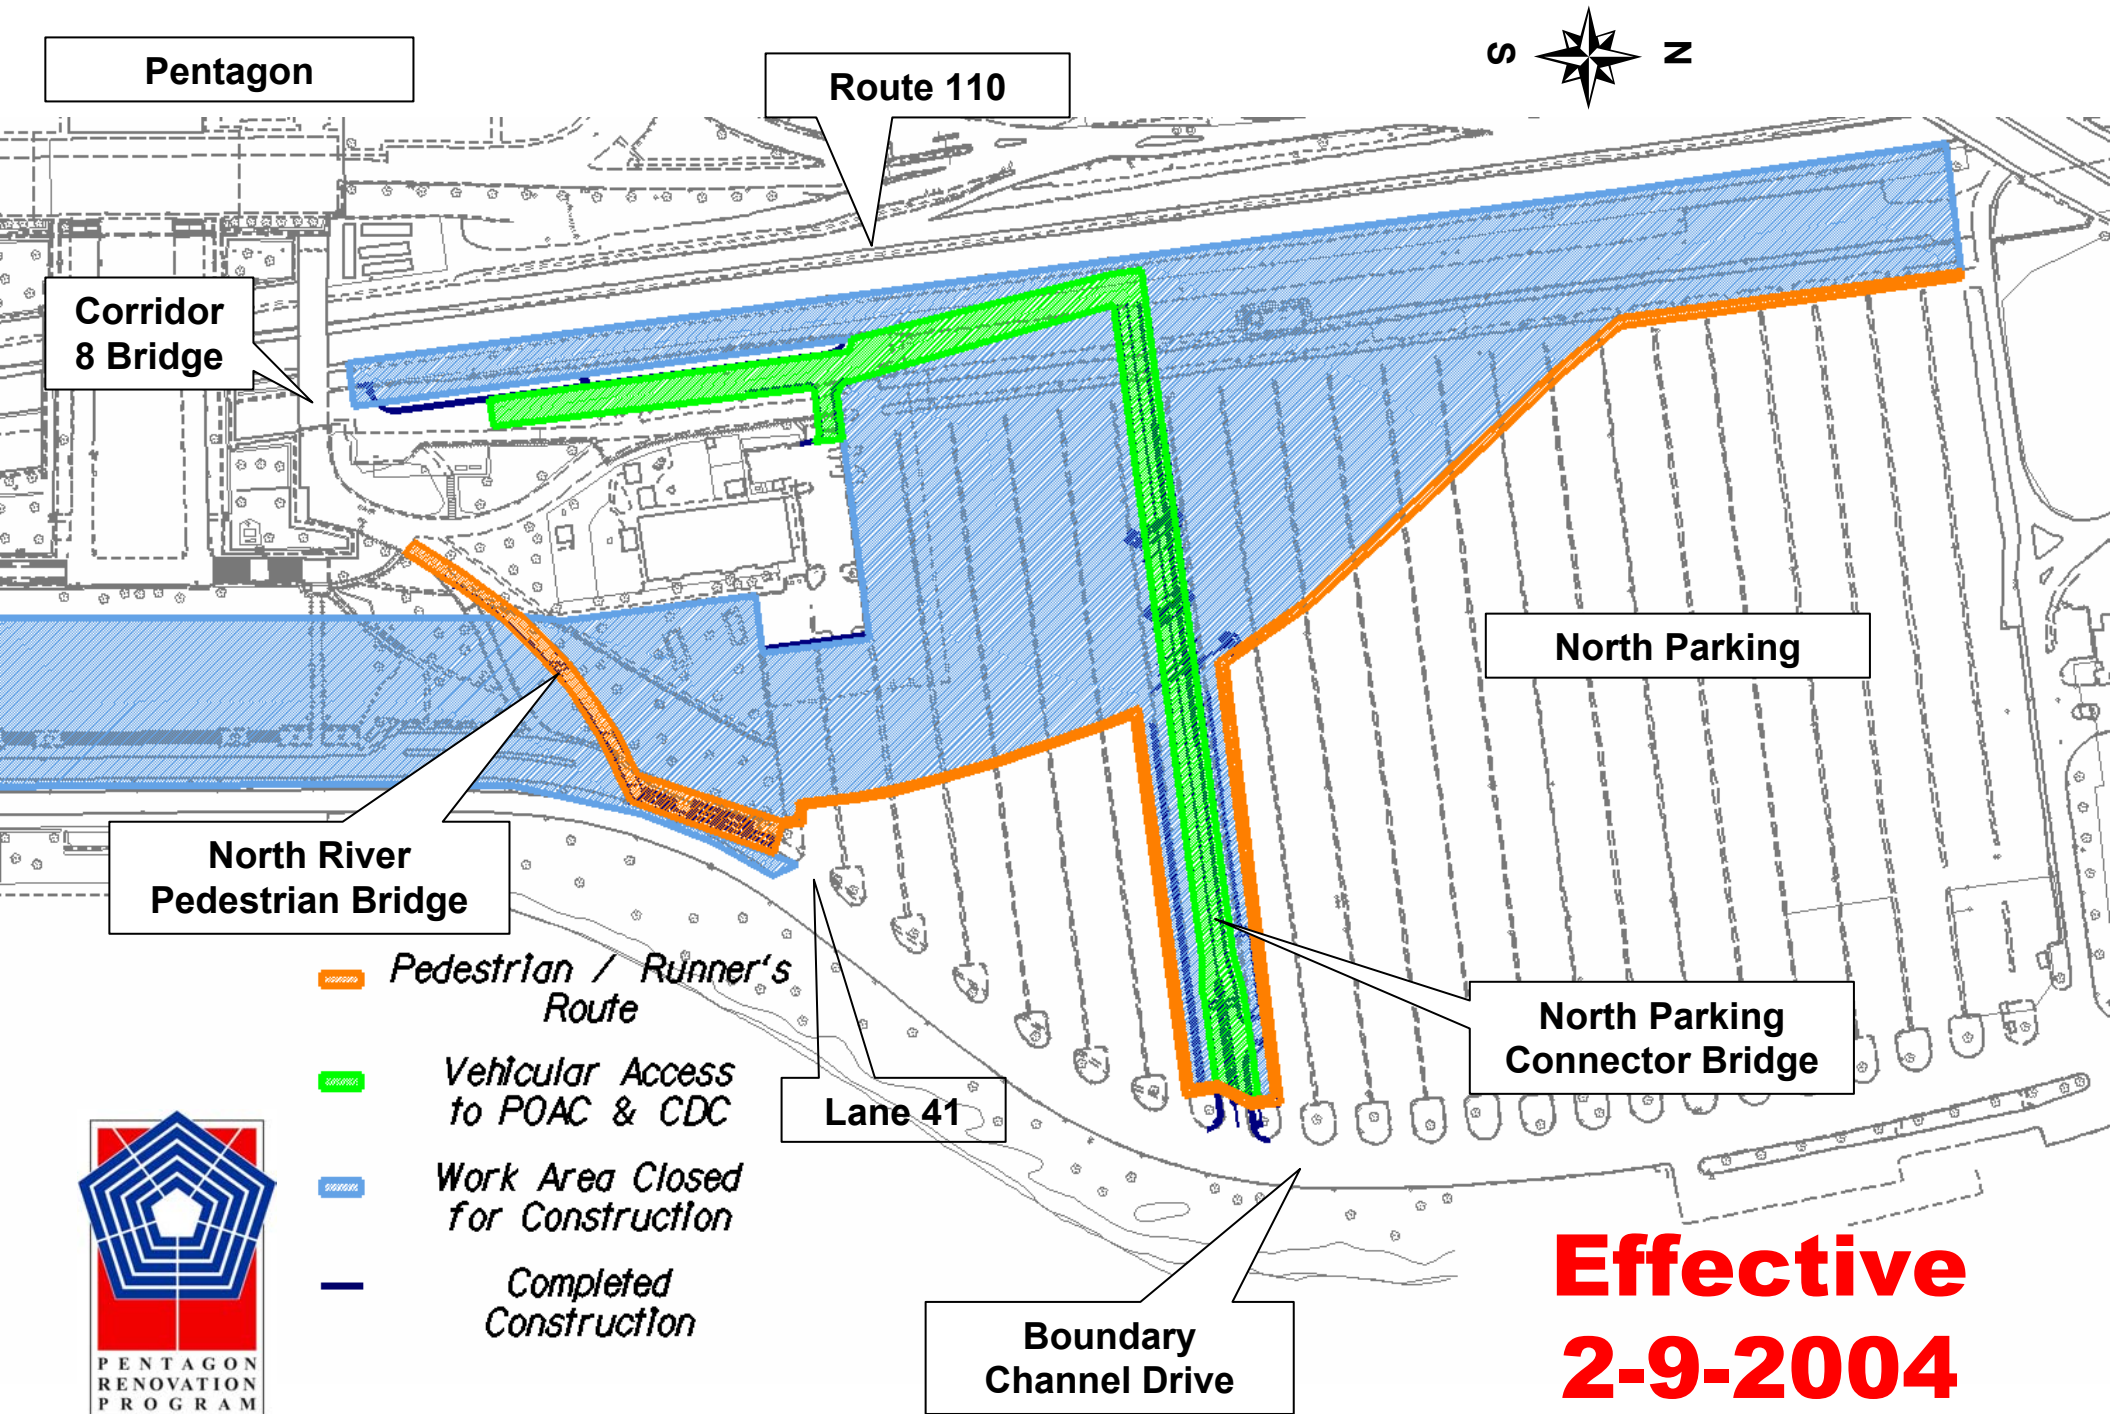 Pentagon
Route 110
S
N
Corridor
8 Bridge
North Parking
North River
Pedestrian Bridge
Pedestrian / Runner's
Route
Vehicular Access
to POAC & CDC
Work Area Closed
for Construction
Completed
Construction
Lane 41
North Parking
Connector Bridge
Boundary
Channel Drive
Effective
2-9-2004
PENTAGON
RENOVATION
PROGRAM